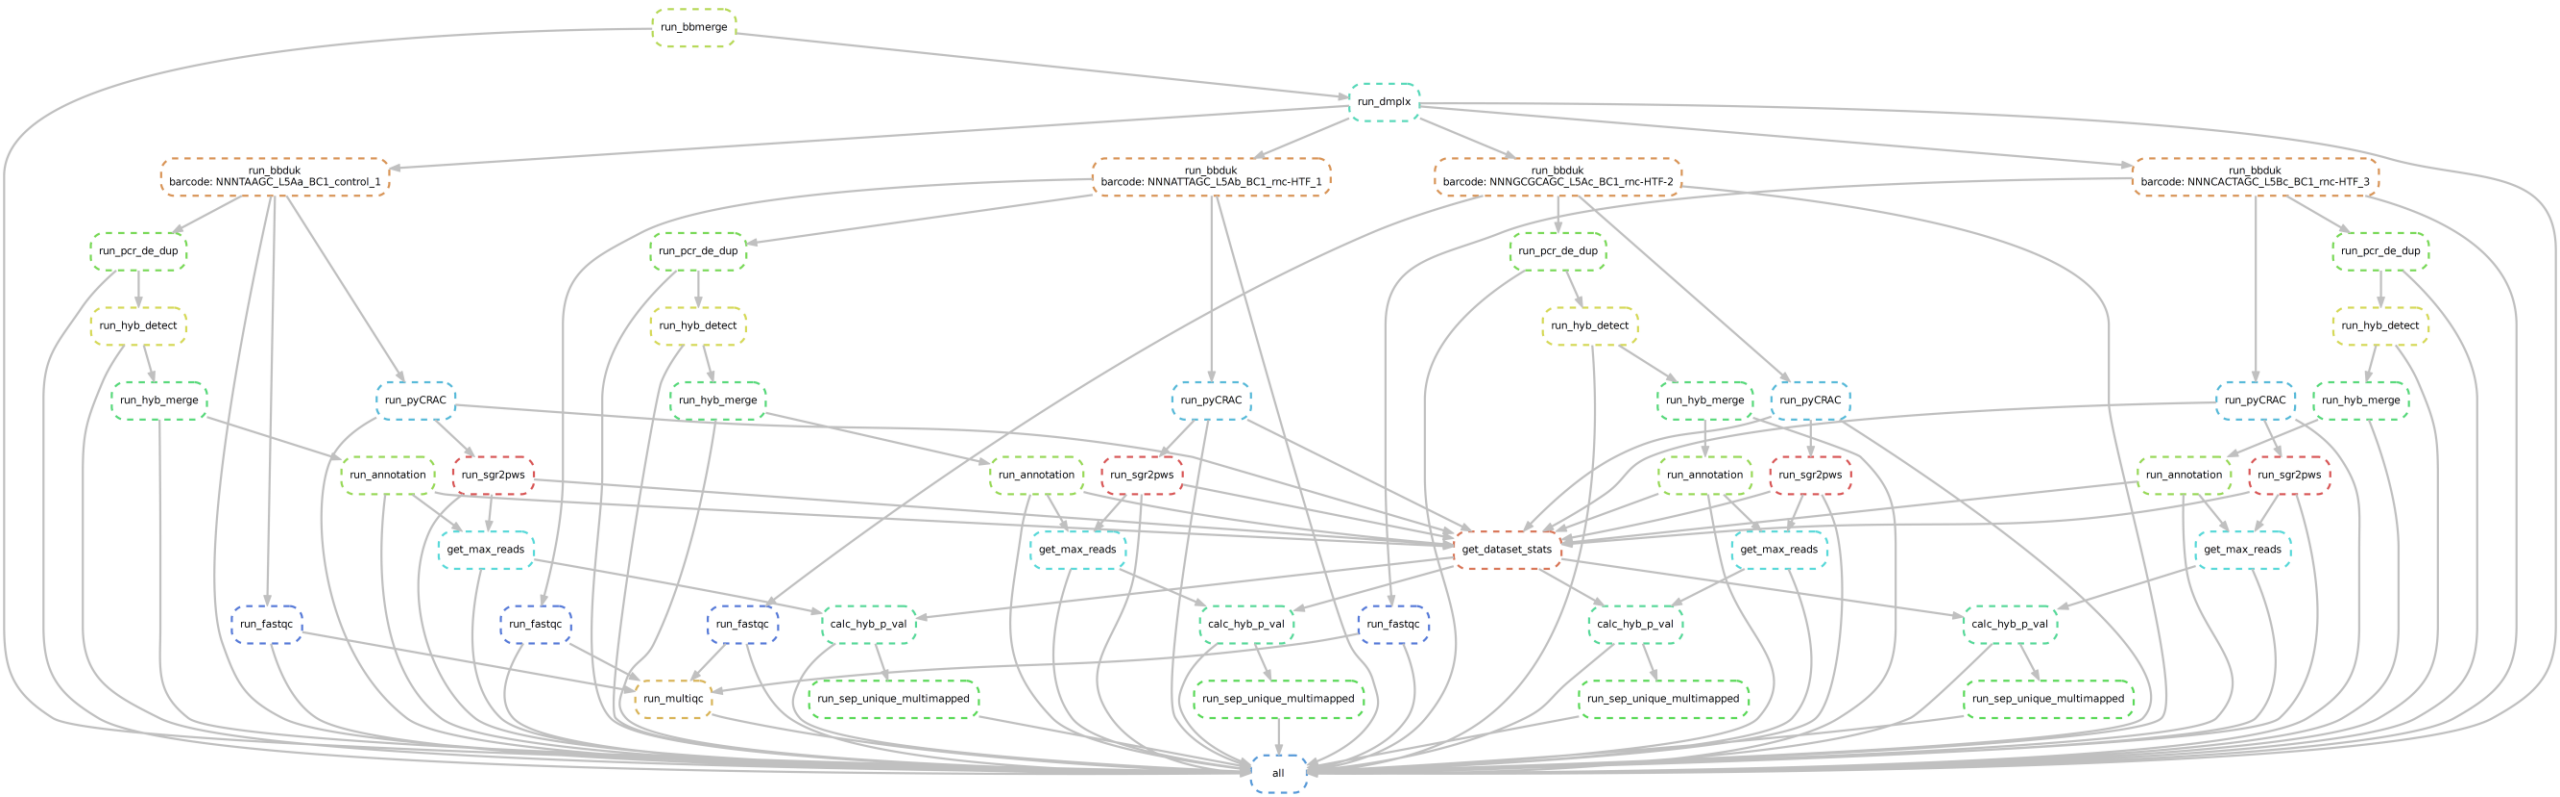 run_bbmerge
run_dmplx
run_bbduk
barcode: NNNTAAGC_L5Aa_BC1_control_1
run_bbduk
barcode: NNNATTAGC_L5Ab_BC1_rnc-HTF_1
run_bbduk
barcode: NNNGCGCAGC_L5Ac_BC1_rnc-HTF-2
run_bbduk
barcode: NNNCACTAGC_L5Bc_BC1_rnc-HTF_3
run_pcr_de_dup
run_pcr_de_dup
run_pcr_de_dup
run_pcr_de_dup
run_hyb_detect
run_hyb_detect
run_hyb_detect
run_hyb_detect
run_hyb_merge
run_pyCRAC
run_hyb_merge
run_pyCRAC
run_hyb_merge
run_pyCRAC
run_pyCRAC
run_hyb_merge
run_annotation
run_sgr2pws
run_annotation
run_sgr2pws
run_annotation
run_sgr2pws
run_annotation
run_sgr2pws
get_max_reads
get_max_reads
get_dataset_stats
get_max_reads
get_max_reads
run_fastqc
run_fastqc
run_fastqc
calc_hyb_p_val
calc_hyb_p_val
run_fastqc
calc_hyb_p_val
calc_hyb_p_val
run_multiqc
run_sep_unique_multimapped
run_sep_unique_multimapped
run_sep_unique_multimapped
run_sep_unique_multimapped
all